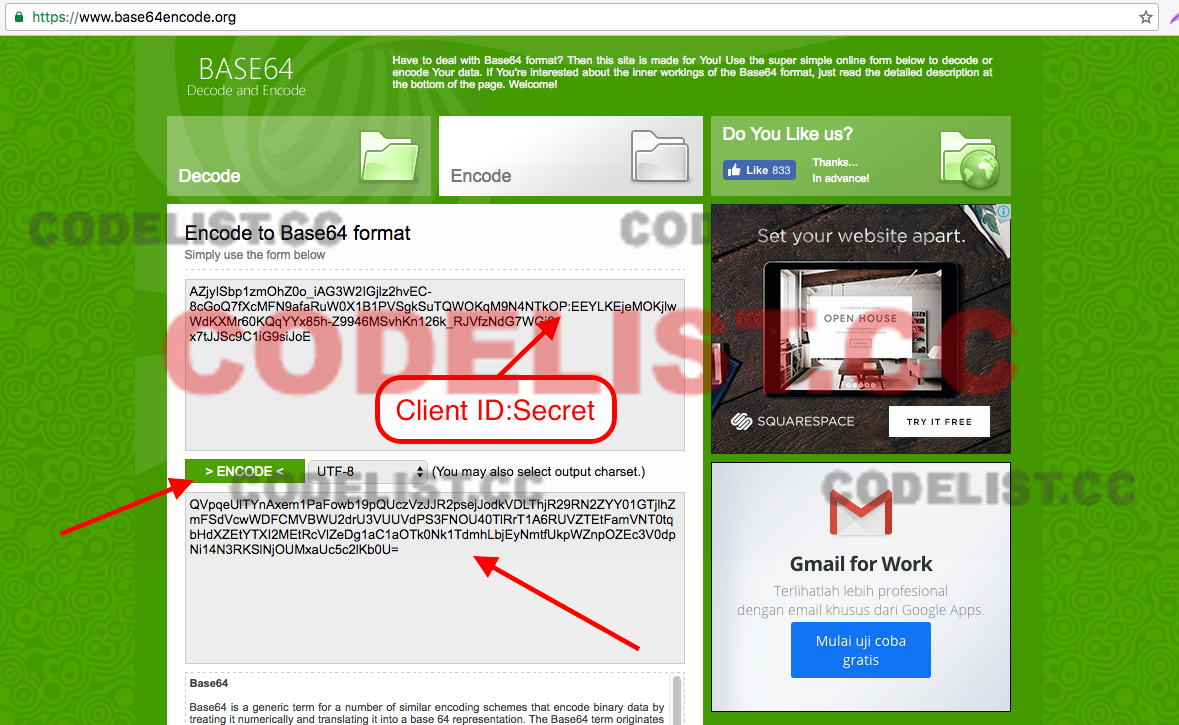 https://www.base64encode.org
BASE64
Decode and Encode
Have to deal with Base64 format? Then this site is made for You! Use the super simple online form below to decode or
encode Your data. If You're interested about the inner workings of the Base64 format, just read the detailed description at
the bottom of the page. Welcome!
Decode
Encode
Do You Like us?
Like 833
Thanks...
In advance!
CODELIST.CC
Encode to Base64 format
Simply use the form below
Set your website apart.
OPEN HOUSE
SQUARESPACE
TRY IT FREE
CODELIST.CC
Client ID:Secret
> ENCODE <
UTF-8
(You may also select output charset.)
CODELIST.CC
CODELIST.CC
Gmail for Work
Terlihatlah lebih profesional
dengan email khusus dari Google Apps.
Mulai uji coba
gratis
Base64
Base64 is a generic term for a number of similar encoding schemes that encode binary data by
treating it numerically and translating it into a base 64 representation. The Base64 term originates